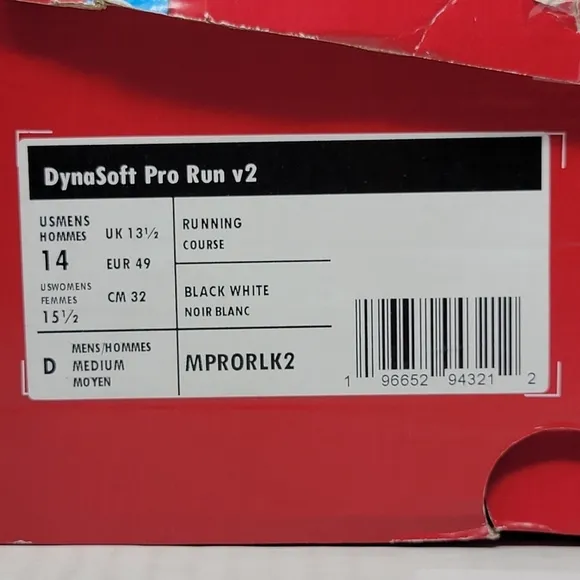 DynaSoft Pro Run v2
USMENS
HOMMES
14
USWOMENS
FEMMES
15½
UK 13½
EUR 49
CM 32
RUNNING
COURSE
BLACK WHITE
NOIR BLANC
D
MENS/HOMMES
MEDIUM
MOYEN
MPRORLK2
1 96652 94321 2